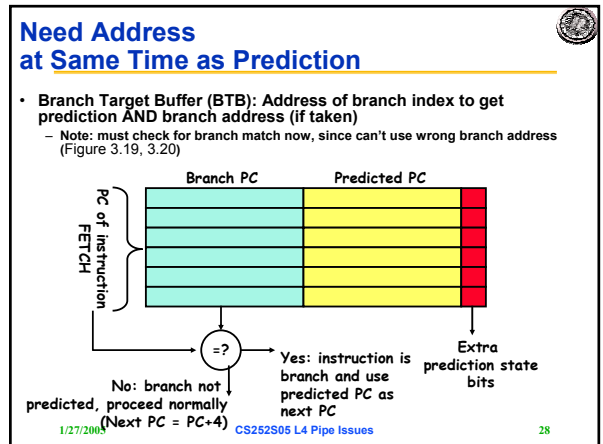 Need Address
at Same Time as Prediction
• Branch Target Buffer (BTB): Address of branch index to get
prediction AND branch address (if taken)
– Note: must check for branch match now, since can't use wrong branch address
(Figure 3.19, 3.20)
Branch PC
Predicted PC
PC of instruction
FETCH
=?
Yes: instruction is
branch and use
predicted PC as
next PC
Extra
prediction state
bits
No: branch not
predicted, proceed normally
(Next PC = PC+4)
1/27/2005
CS252S05 L4 Pipe Issues
28